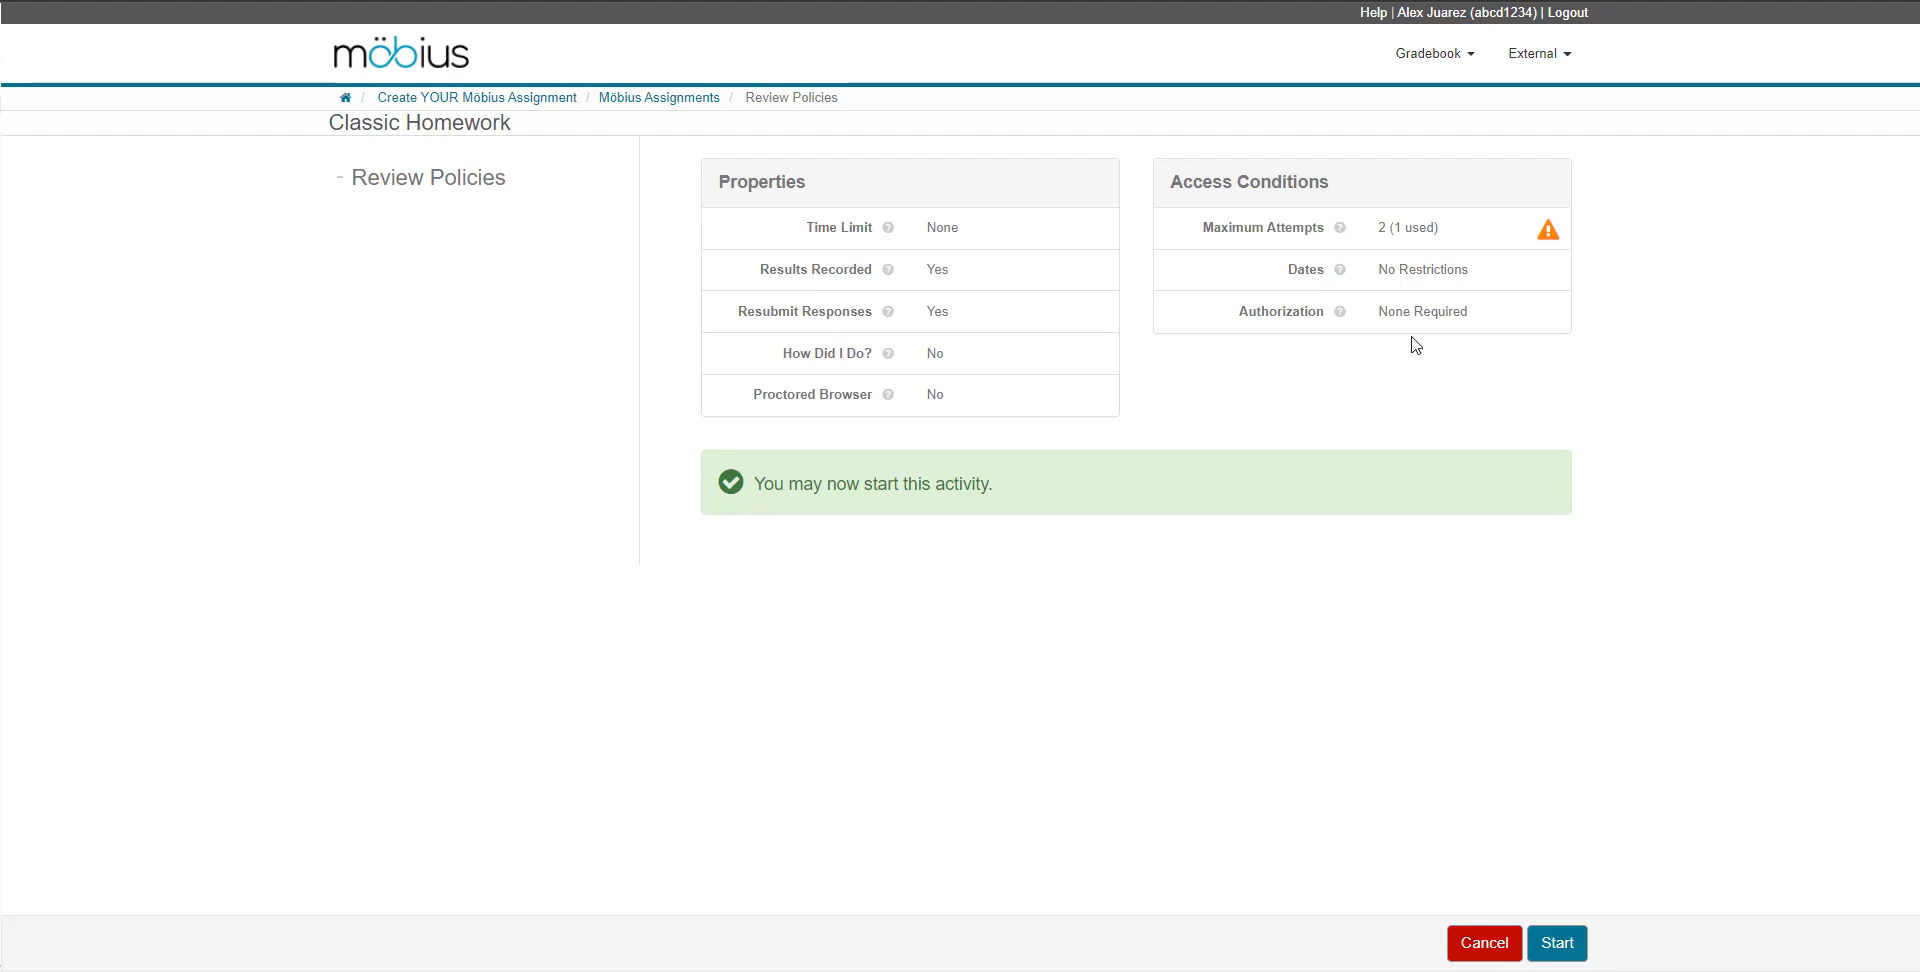 Help | Alex Juarez (abcd1234) | Logout
möbius
Gradebook
External
Create YOUR Möbius Assignment / Möbius Assignments / Review Policies
Classic Homework
- Review Policies
Properties
Time Limit ? None
Results Recorded ? Yes
Resubmit Responses ? Yes
How Did I Do? ? No
Proctored Browser ? No
Access Conditions
Maximum Attempts ? 2 (1 used)
Dates ? No Restrictions
Authorization ? None Required
You may now start this activity.
Cancel
Start